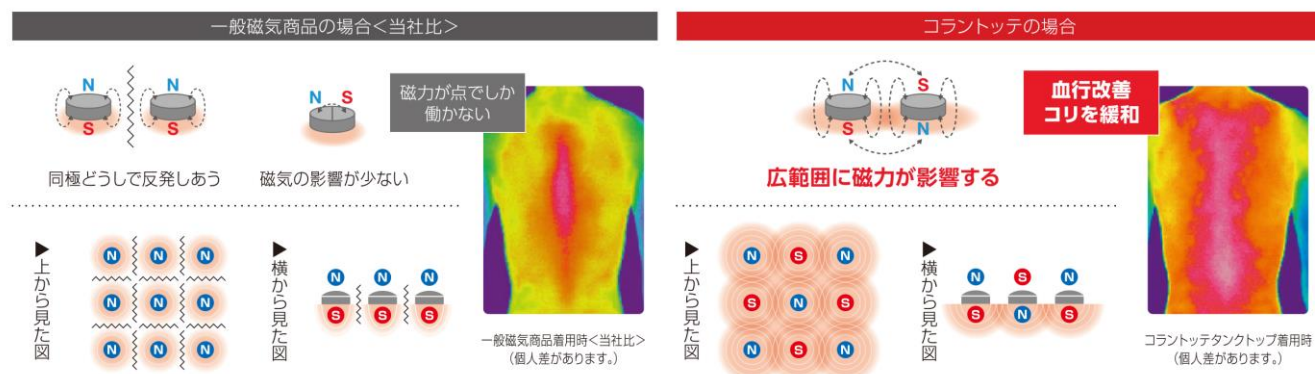 一般磁気商品の場合<当社比>
N
N
S
S
同極どうしで反発しあう
N S
磁気の影響が少ない
磁力が点でしか
働かない
▶上から見た図
N N N
N N N
N N N
▶横から見た図
N N N
S S S
一般磁気商品着用時<当社比>
(個人差があります。)
コラントッテの場合
N S
S N
広範囲に磁力が影響する
血行改善
コリを緩和
▶上から見た図
N S N
S N S
N S N
▶横から見た図
N S N
S N S
コラントッテタンクトップ着用時
(個人差があります。)